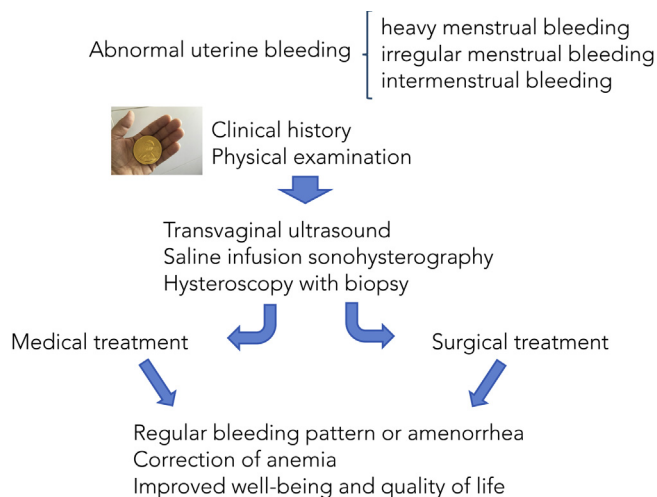 Abnormal uterine bleeding
heavy menstrual bleeding
irregular menstrual bleeding
intermenstrual bleeding
Clinical history
Physical examination
Transvaginal ultrasound
Saline infusion sonohysterography
Hysteroscopy with biopsy
Medical treatment
Surgical treatment
Regular bleeding pattern or amenorrhea
Correction of anemia
Improved well-being and quality of life